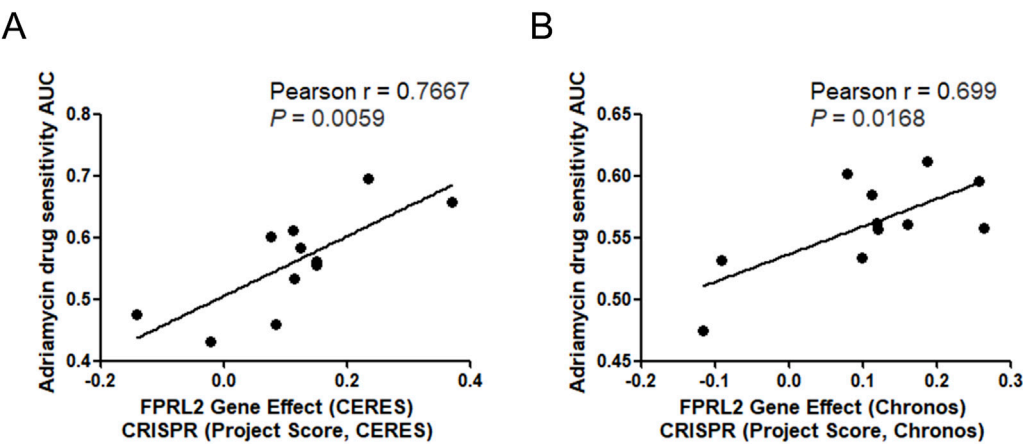 A
Adriamycin drug sensitivity AUC
Pearson r = 0.7667
P = 0.0059
0.8
0.7
0.6
0.5
0.4
-0.2 0.0 0.2 0.4
FPRL2 Gene Effect (CERES)
CRISPR (Project Score, CERES)
B
Adriamycin drug sensitivity AUC
Pearson r = 0.699
P = 0.0168
0.65
0.60
0.55
0.50
0.45
-0.2 -0.1 0.0 0.1 0.2 0.3
FPRL2 Gene Effect (Chronos)
CRISPR (Project Score, Chronos)